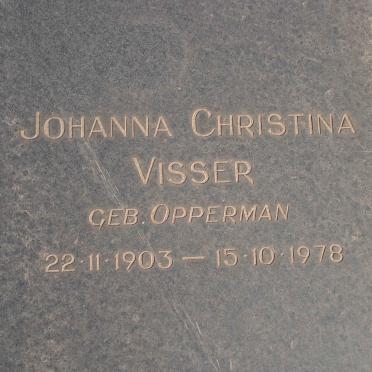 Johanna Christina
Visser
geb. Opperman
22·11·1903 – 15·10·1978